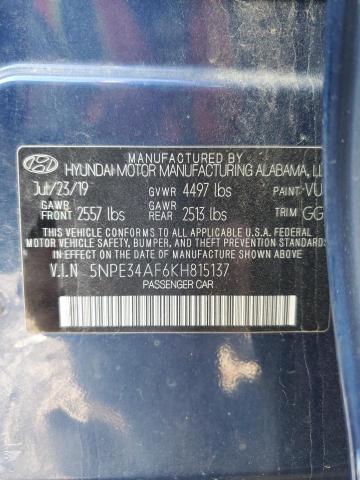 MANUFACTURED BY
HYUNDAI MOTOR MANUFACTURING ALABAMA, LL
Jul/23/19 GVWR 4497 lbs PAINT VU
GAWR FRONT 2557 lbs GAWR REAR 2513 lbs TRIM GG
THIS VEHICLE CONFORMS TO ALL APPLICABLE U.S.A. FEDERAL
MOTOR VEHICLE SAFETY, BUMPER, AND THEFT PREVENTION
STANDARDS IN EFFECT ON THE DATE OF MANUFACTURE SHOWN ABOVE.
V.I.N 5NPE34AF6KH815137
PASSENGER CAR